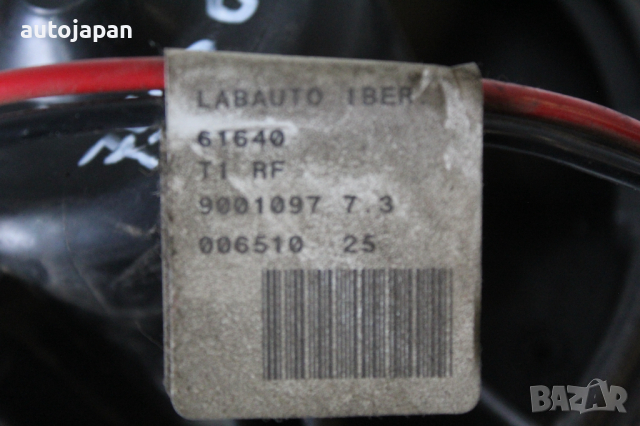 autojapan
LABAUTO IBER
61640
T1 RF
9001097 7.3
006510 25
BAZAR